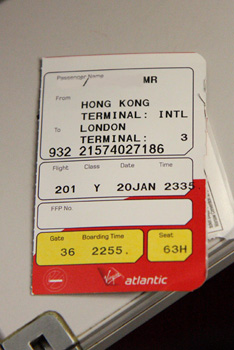 Passenger Name
MR
From
HONG KONG
TERMINAL: INTL
To
LONDON
TERMINAL: 3
932 21574027186
Flight Class Date Time
201 Y 20JAN 2335.
FFP No.
Gate Boarding Time Seat
36 2255. 63H
Virgin atlantic